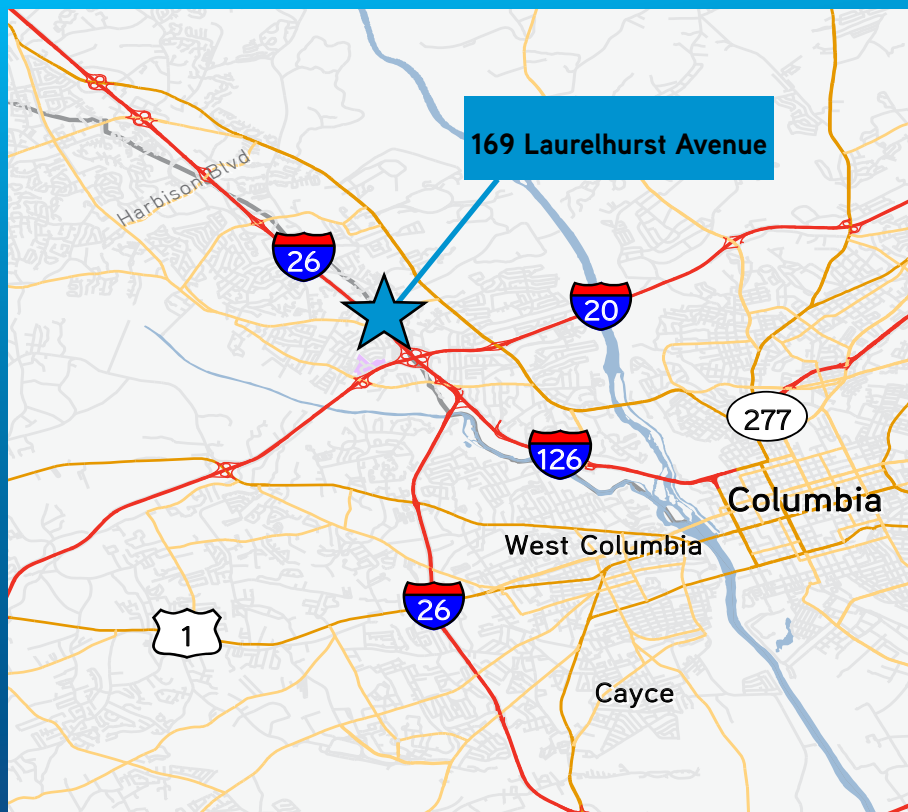 169 Laurelhurst Avenue
Harbison Blvd
26
20
277
126
Columbia
West Columbia
26
1
Cayce